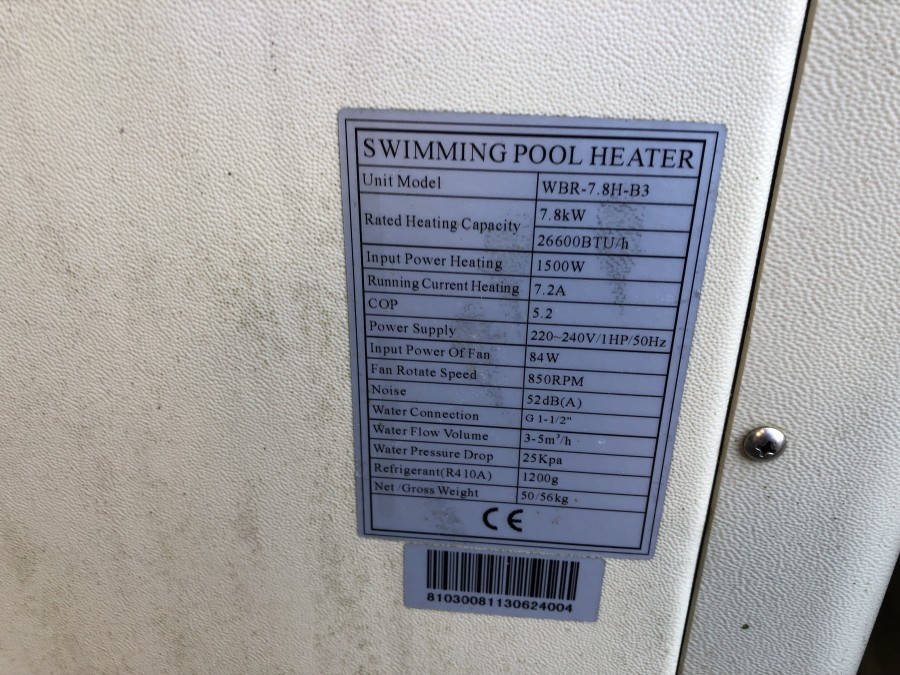 SWIMMING POOL HEATER
Unit Model WBR-7.8H-B3
Rated Heating Capacity 7.8kW
26600BTU/h
Input Power Heating 1500W
Running Current Heating 7.2A
COP 5.2
Power Supply 220~240V/1HP/50Hz
Input Power Of Fan 84W
Fan Rotate Speed 850RPM
Noise 52dB(A)
Water Connection G 1-1/2"
Water Flow Volume 3-5m³/h
Water Pressure Drop 25Kpa
Refrigerant(R410A) 1200g
Net/Gross Weight 50/56kg
CE
81030081130624004